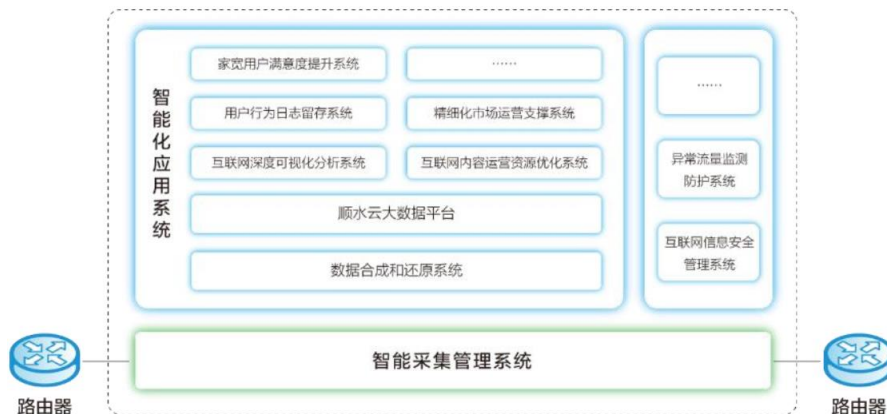 智能化应用系统
家宽用户满意度提升系统
……
用户行为日志留存系统
精细化市场运营支撑系统
互联网深度可视化分析系统
互联网内容运营资源优化系统
顺水云大数据平台
数据合成和还原系统
……
异常流量监测
防护系统
互联网信息安全
管理系统
智能采集管理系统
路由器
路由器